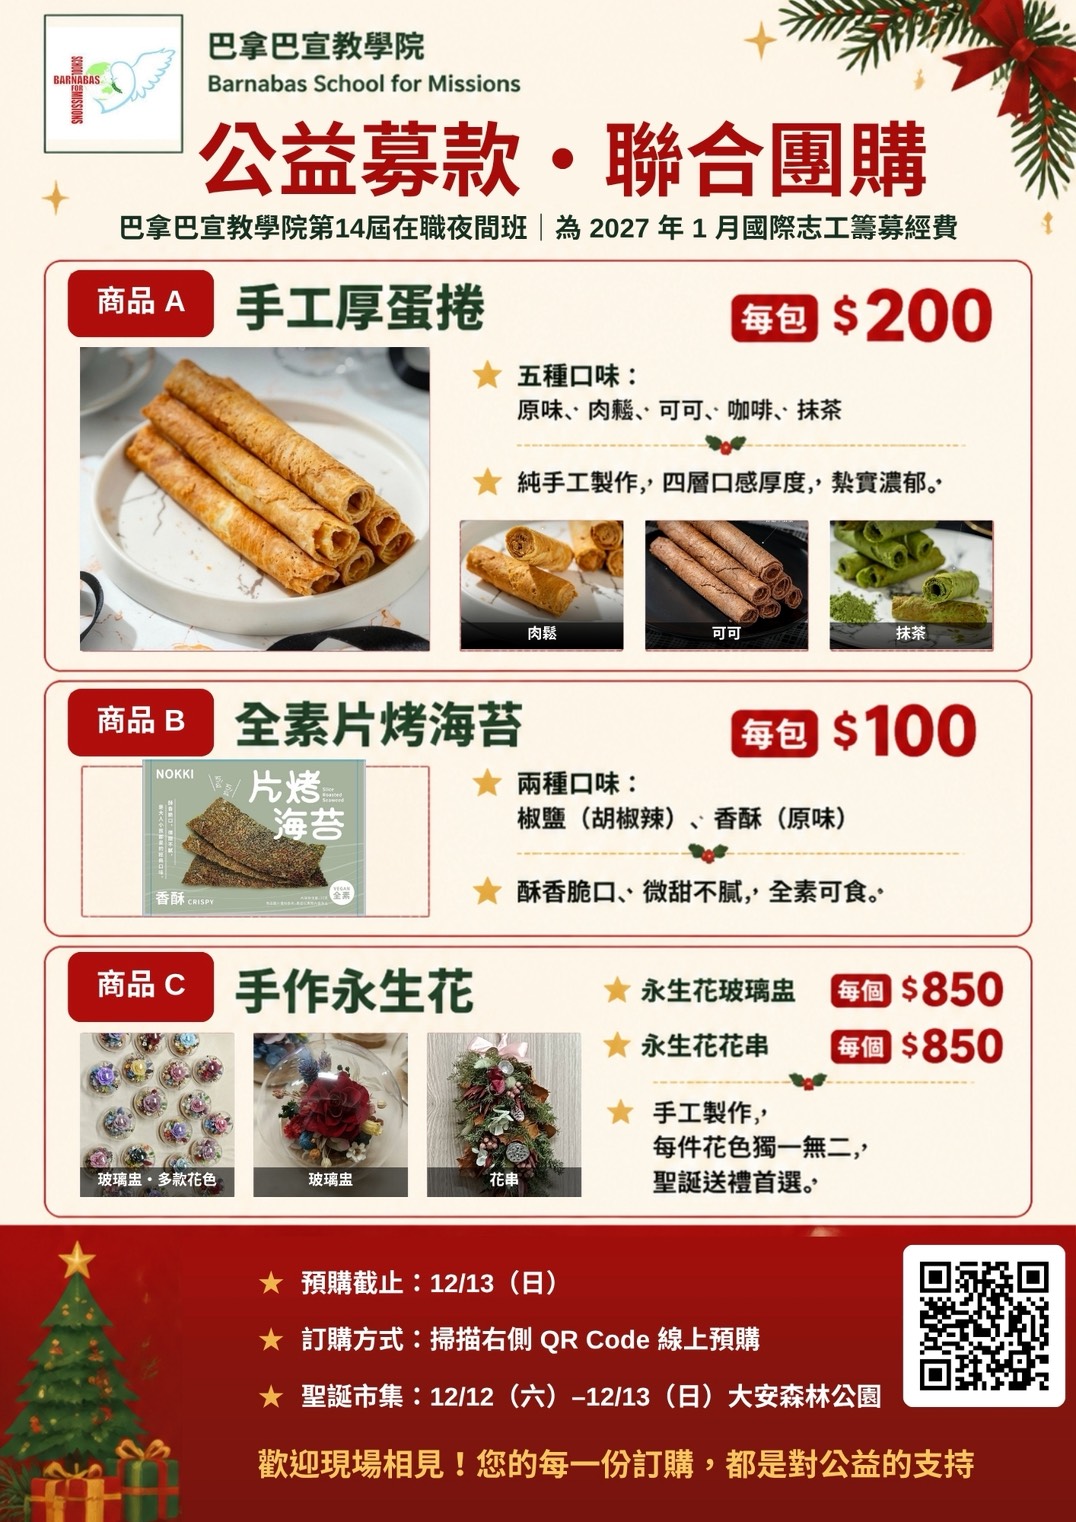 BARNABAS
SCHOOL
FOR
MISSIONS
巴拿巴宣教學院
Barnabas School for Missions
公益募款・聯合團購
巴拿巴宣教學院第14屆在職夜間班｜為 2027 年 1 月國際志工籌募經費
商品 A
手工厚蛋捲
每包 $200
五種口味：
原味、肉鬆、可可、咖啡、抹茶
純手工製作，四層口感厚度，紮實濃郁。
肉鬆
可可
抹茶
商品 B
全素片烤海苔
每包 $100
NOKKI
片烤
海苔
Slice
Roasted
Seaweed
香酥 CRISPY
VEGAN
全素
兩種口味：
椒鹽（胡椒辣）、香酥（原味）
酥香脆口、微甜不膩，全素可食。
商品 C
手作永生花
永生花玻璃盅 每個 $850
永生花花串 每個 $850
手工製作，
每件花色獨一無二，
聖誕送禮首選。
玻璃盅・多款花色
玻璃盅
花串
預購截止：12/13（日）
訂購方式：掃描右側 QR Code 線上預購
聖誕市集：12/12（六）–12/13（日）大安森林公園
歡迎現場相見！您的每一份訂購，都是對公益的支持